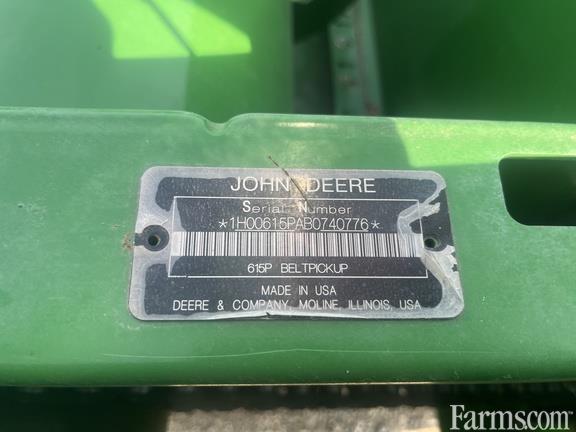 JOHN DEERE
Serial Number
*1H00615PAB0740776*
615P BELTPICKUP
MADE IN USA
DEERE & COMPANY, MOLINE, ILLINOIS, USA
Farms.com